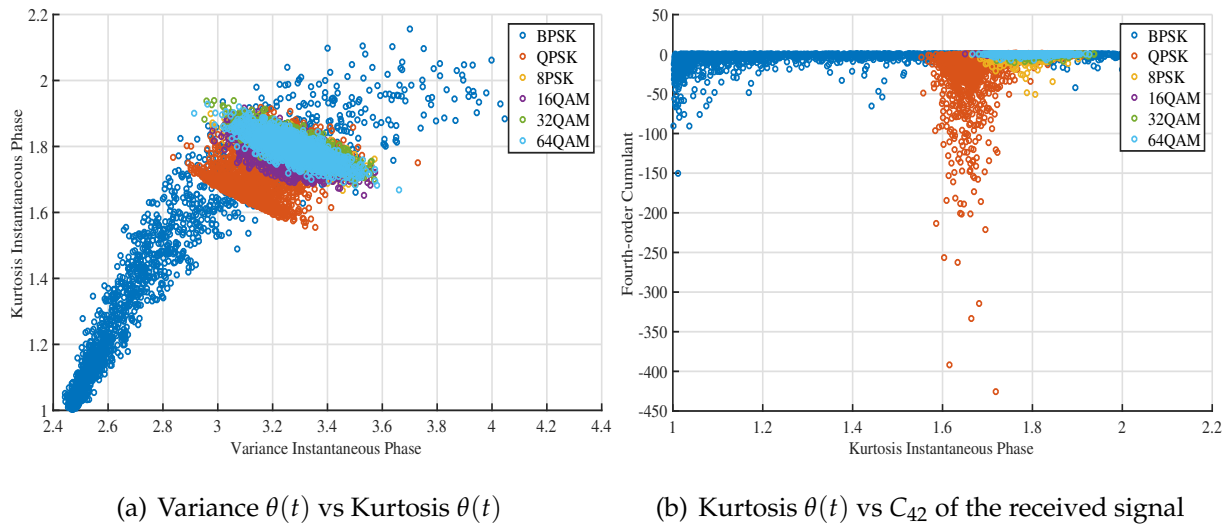 2.2
2
1.8
1.6
1.4
1.2
1
Kurtosis Instantaneous Phase
2.4 2.6 2.8 3 3.2 3.4 3.6 3.8 4 4.2 4.4
Variance Instantaneous Phase
BPSK
QPSK
8PSK
16QAM
32QAM
64QAM
(a) Variance θ(t) vs Kurtosis θ(t)
50
0
-50
-100
-150
-200
-250
-300
-350
-400
-450
Fourth-order Cumulant
1 1.2 1.4 1.6 1.8 2 2.2
Kurtosis Instantaneous Phase
BPSK
QPSK
8PSK
16QAM
32QAM
64QAM
(b) Kurtosis θ(t) vs C₄₂ of the received signal